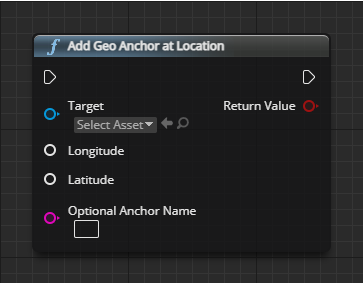 Add Geo Anchor at Location
Target
Return Value
Select Asset
Longitude
Latitude
Optional Anchor Name